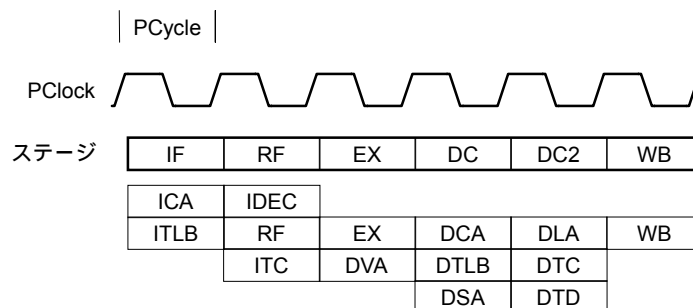 PCycle
PClock
ステージ IF RF EX DC DC2 WB
ICA IDEC
ITLB RF EX DCA DLA WB
ITC DVA DTLB DTC
DSA DTD